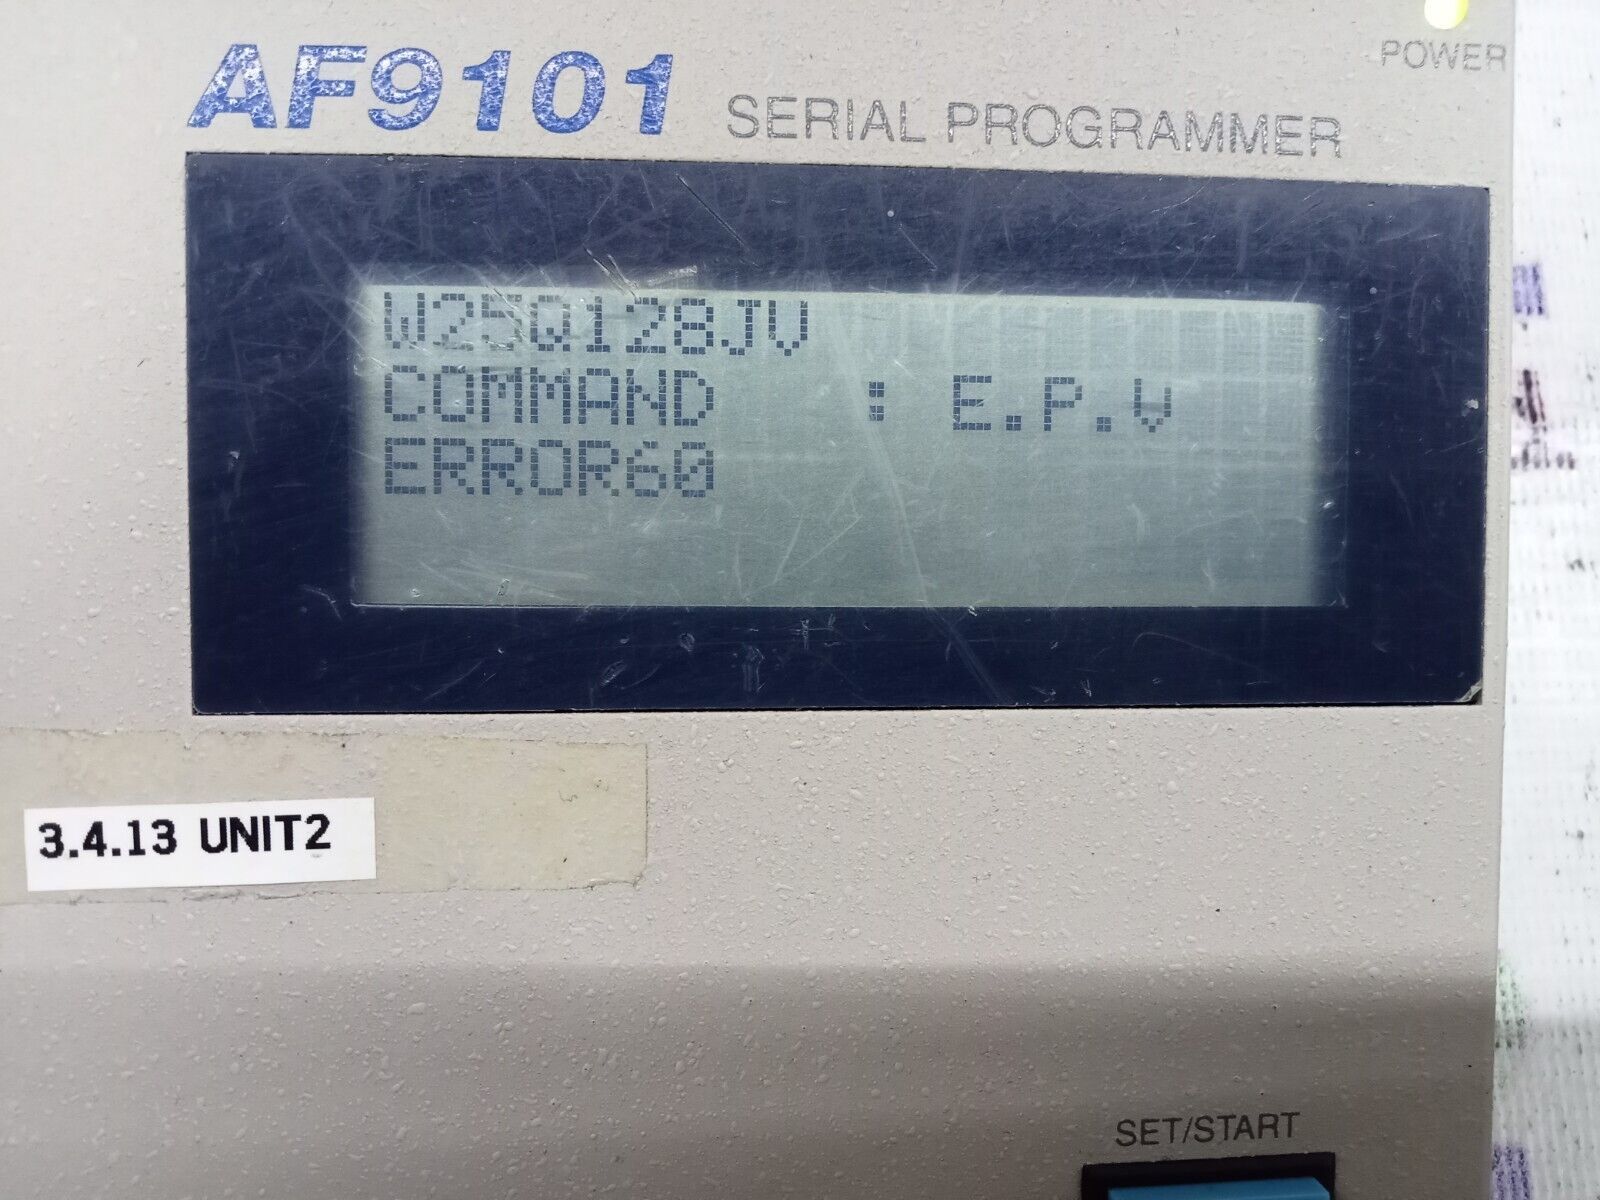 AF9101 SERIAL PROGRAMMER
POWER
W25Q128JV
COMMAND : E.P.V
ERROR60
3.4.13 UNIT2
SET/START